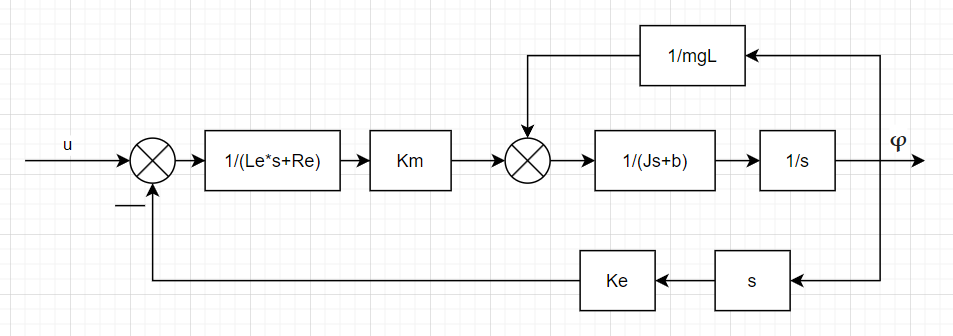 1/mgL
u
1/(Le*s+Re)
Km
1/(Js+b)
1/s
φ
—
Ke
s